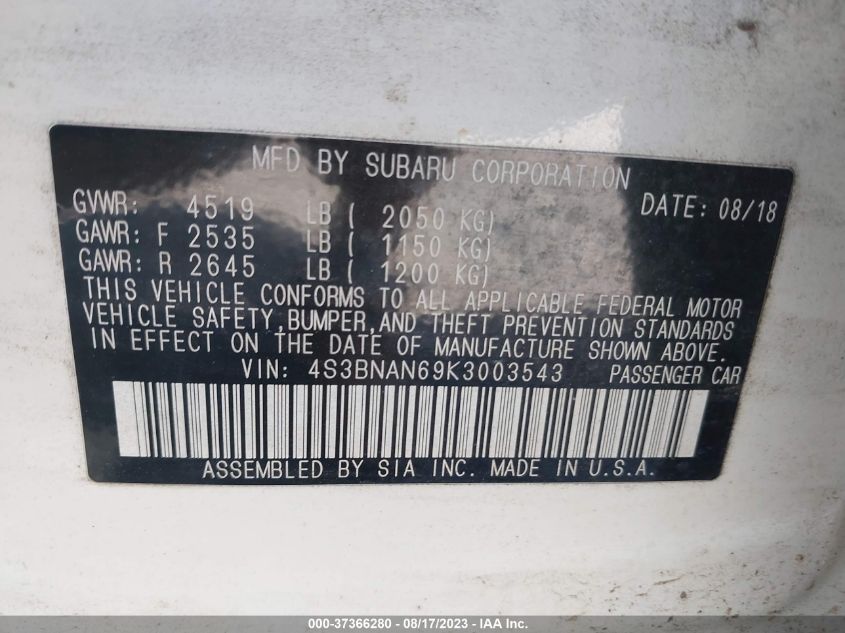 MFD BY SUBARU CORPORATION
GVWR: 4519 LB ( 2050 KG) DATE: 08/18
GAWR: F 2535 LB ( 1150 KG)
GAWR: R 2645 LB ( 1200 KG)
THIS VEHICLE CONFORMS TO ALL APPLICABLE FEDERAL MOTOR
VEHICLE SAFETY, BUMPER, AND THEFT PREVENTION STANDARDS
IN EFFECT ON THE DATE OF MANUFACTURE SHOWN ABOVE.
VIN: 4S3BNAN69K3003543 PASSENGER CAR
ASSEMBLED BY SIA INC. MADE IN U.S.A.
000-37366280 - 08/17/2023 - IAA Inc.